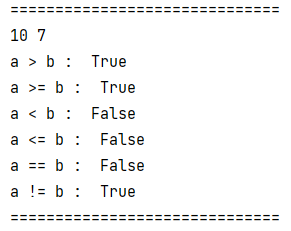 ==============================
10 7
a > b :  True
a >= b :  True
a < b :  False
a <= b :  False
a == b :  False
a != b :  True
==============================